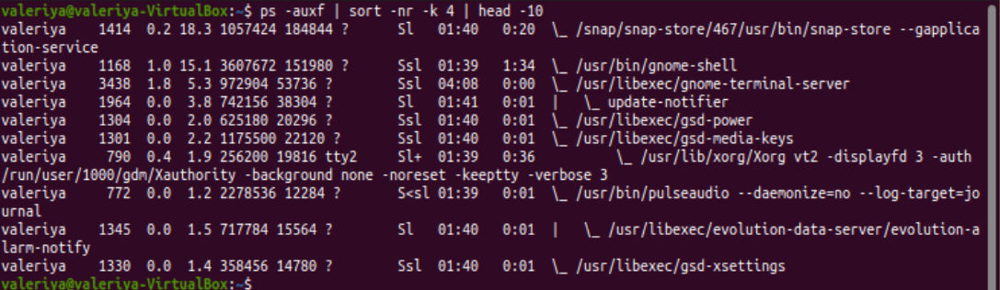 valeriya@valeriya-VirtualBox:~$ ps -auxf | sort -nr -k 4 | head -10
valeriya    1414  0.2 18.3 1057424 184844 ?      Sl   01:40   0:20  \_ /snap/snap-store/467/usr/bin/snap-store --gapplica
tion-service
valeriya    1168  1.0 15.1 3607672 151980 ?      Ssl  01:39   1:34  \_ /usr/bin/gnome-shell
valeriya    3438  1.8  5.3 972904 53736 ?        Ssl  04:08   0:00  \_ /usr/libexec/gnome-terminal-server
valeriya    1964  0.0  3.8 742156 38304 ?        Sl   01:41   0:01  |   \_ update-notifier
valeriya    1304  0.0  2.0 625180 20296 ?        Ssl  01:40   0:01  \_ /usr/libexec/gsd-power
valeriya    1301  0.0  2.2 1175500 22120 ?       Ssl  01:40   0:01  \_ /usr/libexec/gsd-media-keys
valeriya     790  0.4  1.9 256200 19816 tty2     Sl+  01:39   0:36      \_ /usr/lib/xorg/Xorg vt2 -displayfd 3 -auth
/run/user/1000/gdm/Xauthority -background none -noreset -keeptty -verbose 3
valeriya     772  0.0  1.2 2278536 12284 ?       S<sl 01:39   0:01  \_ /usr/bin/pulseaudio --daemonize=no --log-target=jo
urnal
valeriya    1345  0.0  1.5 717784 15564 ?        Sl   01:40   0:01  |   \_ /usr/libexec/evolution-data-server/evolution-a
larm-notify
valeriya    1330  0.0  1.4 358456 14780 ?        Ssl  01:40   0:01  \_ /usr/libexec/gsd-xsettings
valeriya@valeriya-VirtualBox:~$